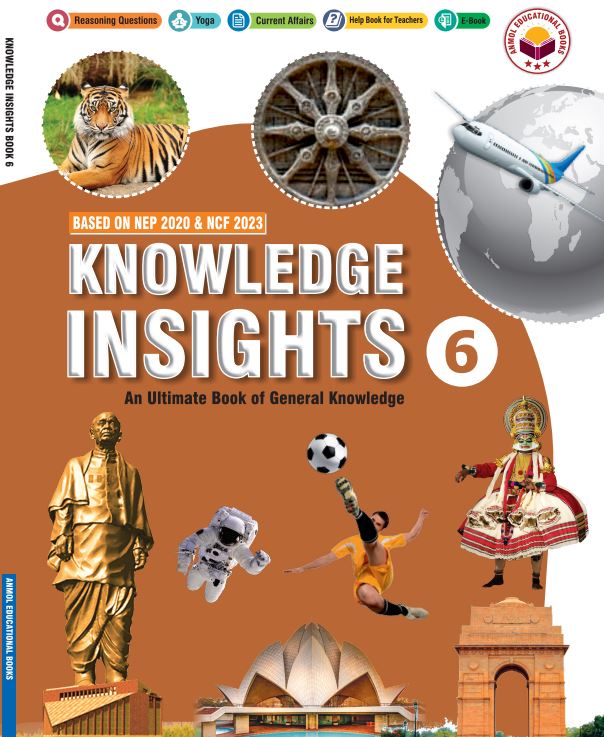 Reasoning Questions
Yoga
Current Affairs
Help Book for Teachers
E-Book
ANMOL EDUCATIONAL BOOKS
KNOWLEDGE INSIGHTS BOOK 6
BASED ON NEP 2020 & NCF 2023
KNOWLEDGE
INSIGHTS
6
An Ultimate Book of General Knowledge
ANMOL EDUCATIONAL BOOKS